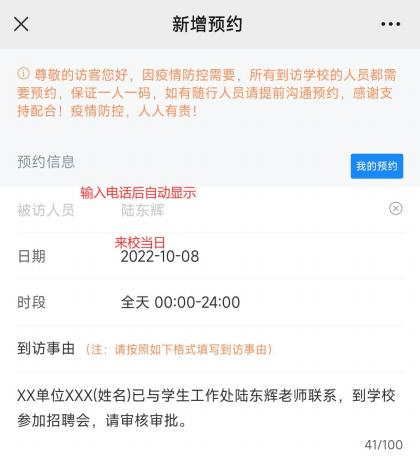 新增预约
尊敬的访客您好，因疫情防控需要，所有到访学校的人员都需
要预约，保证一人一码，如有随行人员请提前沟通预约，感谢支
持配合！疫情防控，人人有责！
预约信息
我的预约
输入电话后自动显示
被访人员 陆东辉
来校当日
日期 2022-10-08
时段 全天 00:00-24:00
到访事由（注：请按照如下格式填写到访事由）
XX单位XXX(姓名)已与学生工作处陆东辉老师联系，到学校
参加招聘会，请审核审批。
41/100